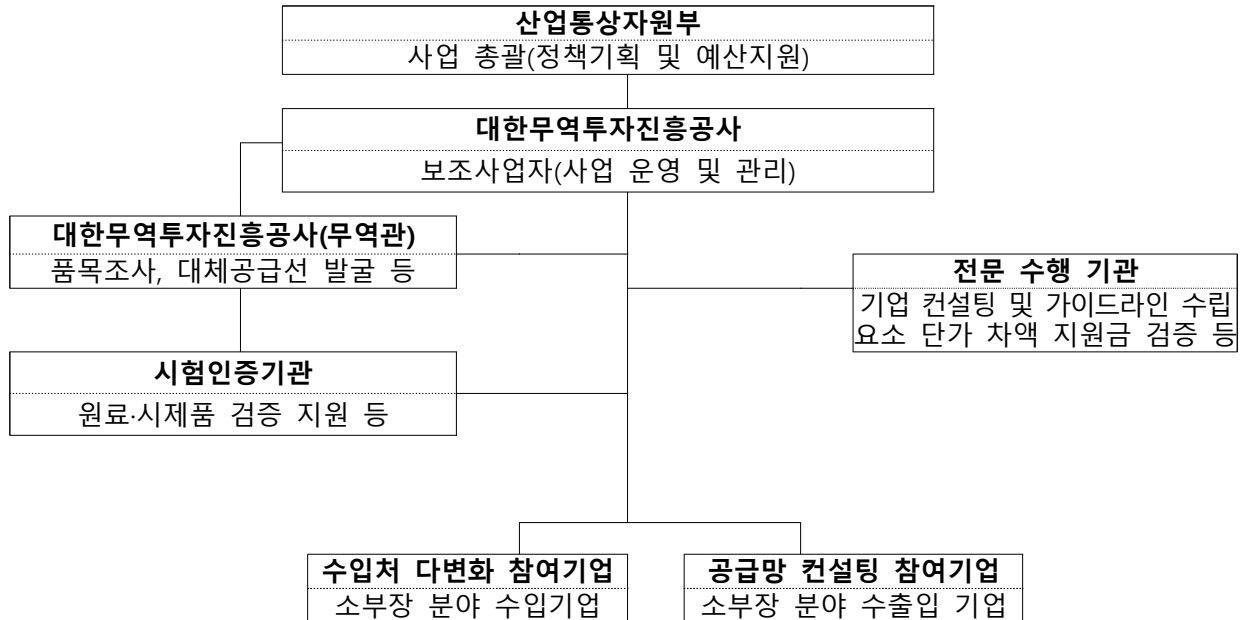 산업통상자원부
사업 총괄(정책기획 및 예산지원)
대한무역투자진흥공사
보조사업자(사업 운영 및 관리)
대한무역투자진흥공사(무역관)
품목조사, 대체공급선 발굴 등
전문 수행 기관
기업 컨설팅 및 가이드라인 수립
요소 단가 차액 지원금 검증 등
시험인증기관
원료·시제품 검증 지원 등
수입처 다변화 참여기업
소부장 분야 수입기업
공급망 컨설팅 참여기업
소부장 분야 수출입 기업